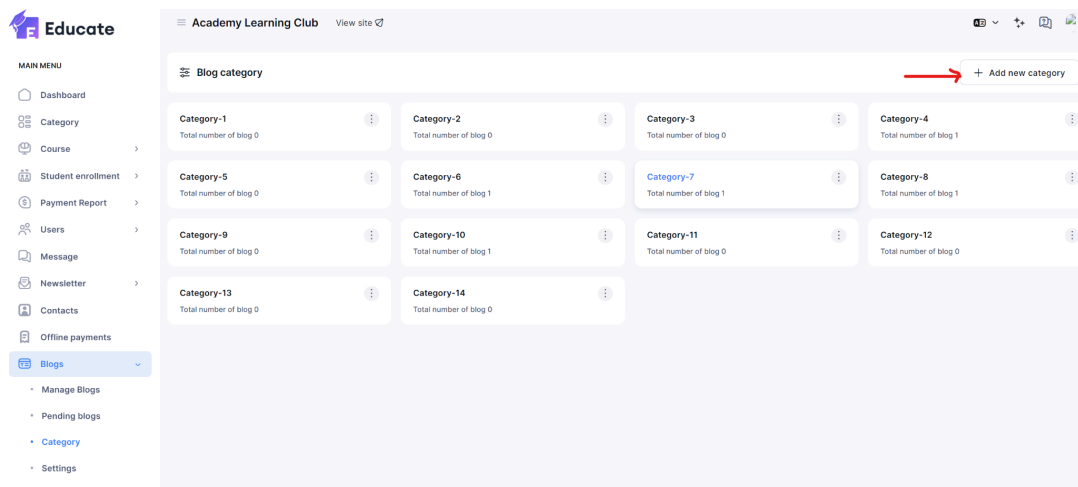 Educate
Academy Learning Club View site
MAIN MENU
Dashboard
Category
Course
Student enrollment
Payment Report
Users
Message
Newsletter
Contacts
Offline payments
Blogs
Manage Blogs
Pending blogs
Category
Settings
Blog category
+ Add new category
Category-1
Total number of blog 0
Category-2
Total number of blog 0
Category-3
Total number of blog 0
Category-4
Total number of blog 1
Category-5
Total number of blog 0
Category-6
Total number of blog 1
Category-7
Total number of blog 1
Category-8
Total number of blog 1
Category-9
Total number of blog 0
Category-10
Total number of blog 1
Category-11
Total number of blog 0
Category-12
Total number of blog 0
Category-13
Total number of blog 0
Category-14
Total number of blog 0